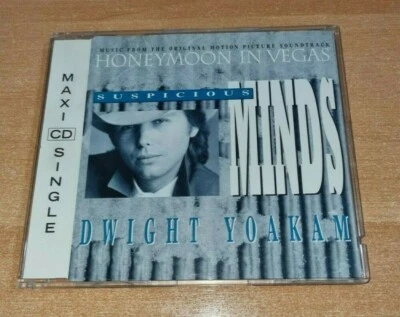 MAXI CD SINGLE
MUSIC FROM THE ORIGINAL MOTION PICTURE SOUNDTRACK
HONEYMOON IN VEGAS
SUSPICIOUS
MINDS
DWIGHT YOAKAM